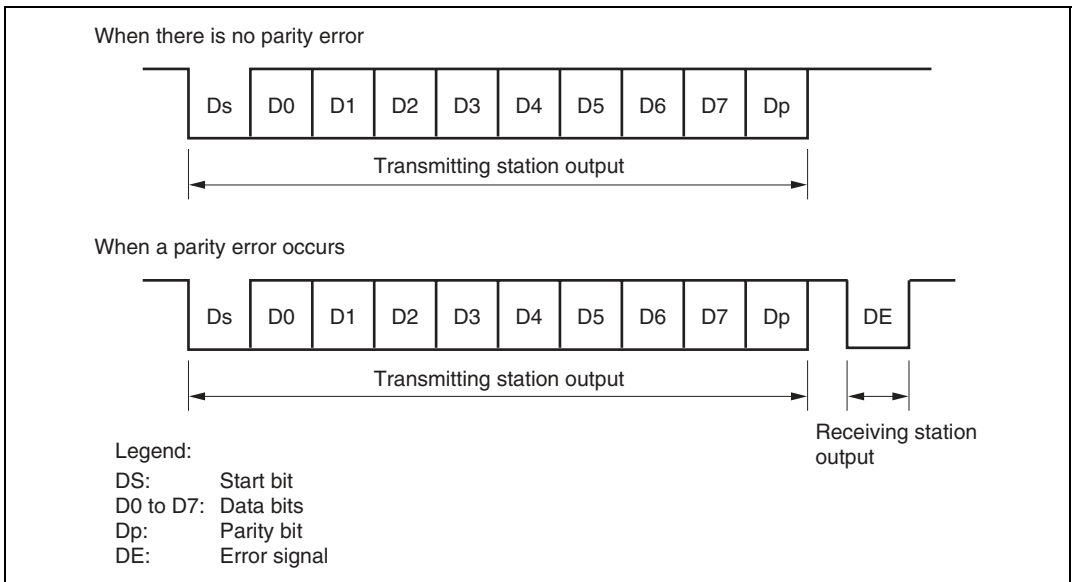 When there is no parity error
Ds D0 D1 D2 D3 D4 D5 D6 D7 Dp
Transmitting station output
When a parity error occurs
Ds D0 D1 D2 D3 D4 D5 D6 D7 Dp DE
Transmitting station output
Receiving station
output
Legend:
DS: Start bit
D0 to D7: Data bits
Dp: Parity bit
DE: Error signal